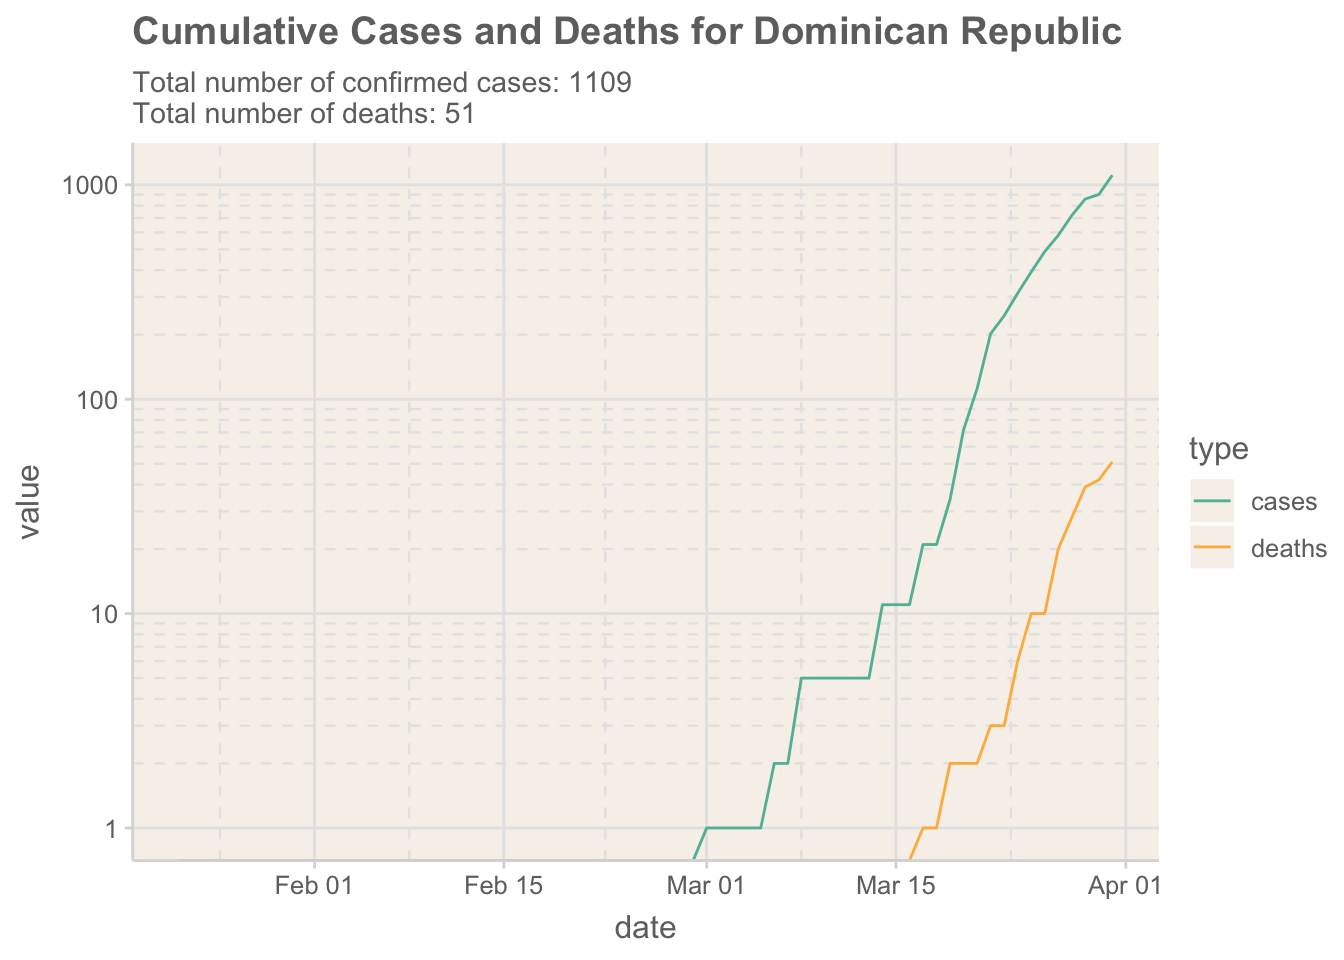 Cumulative Cases and Deaths for Dominican Republic
Total number of confirmed cases: 1109
Total number of deaths: 51
1000
100
10
1
value
Feb 01
Feb 15
Mar 01
Mar 15
Apr 01
date
type
cases
deaths